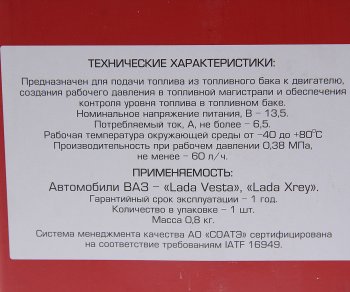 ТЕХНИЧЕСКИЕ ХАРАКТЕРИСТИКИ:
Предназначен для подачи топлива из топливного бака к двигателю,
создания рабочего давления в топливной магистрали и обеспечения
контроля уровня топлива в топливном баке.
Номинальное напряжение питания, В – 13,5.
Потребляемый ток, А, не более – 6,5.
Рабочая температура окружающей среды от –40 до +80°С
Производительность при рабочем давлении 0,38 МПа,
не менее – 60 л/ч.
ПРИМЕНЯЕМОСТЬ:
Автомобили ВАЗ – «Lada Vesta», «Lada Xrey».
Гарантийный срок эксплуатации – 1 год.
Количество в упаковке – 1 шт.
Масса 0,8 кг.
Система менеджмента качества АО «СОАТЭ» сертифицирована
на соответствие требованиям IATF 16949.